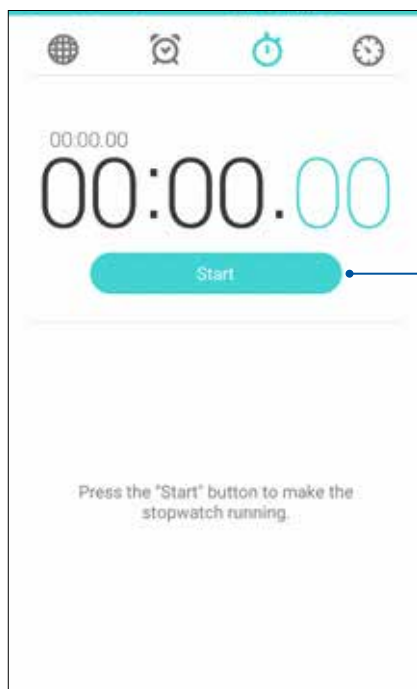 00:00.00
00:00.00
Start
Press the "Start" button to make the
stopwatch running.